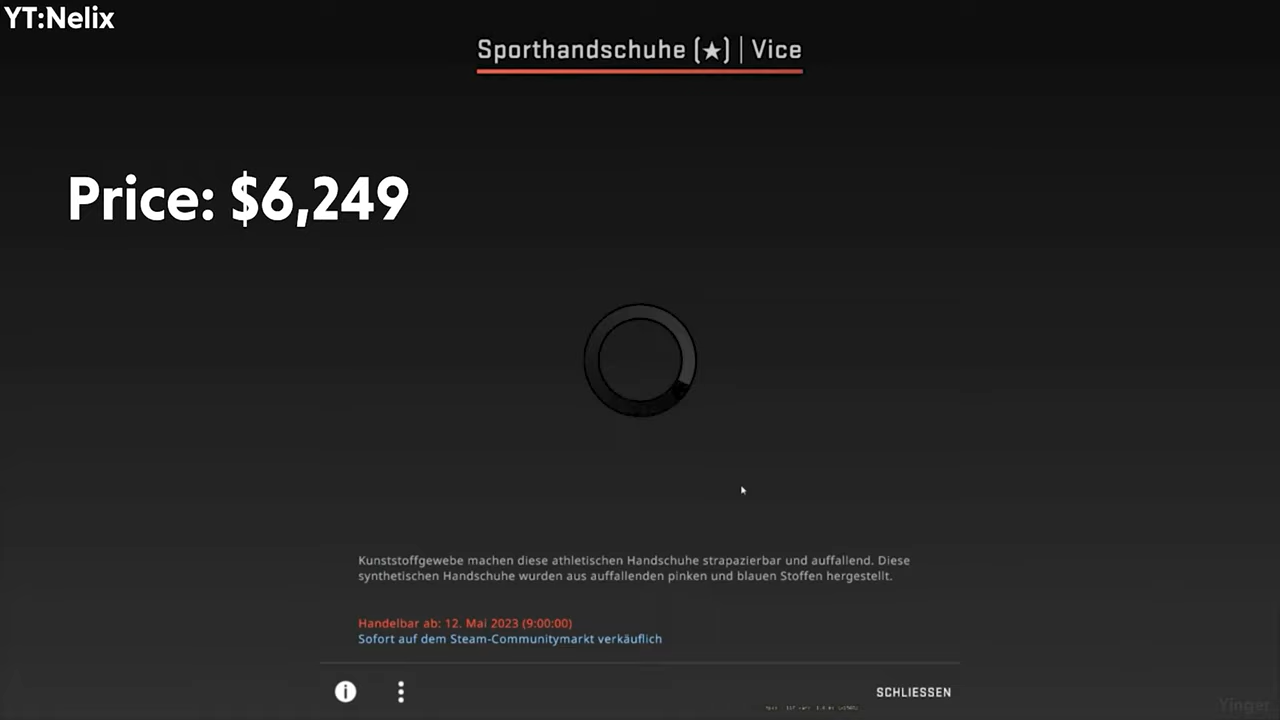 YT:Nelix
Sporthandschuhe (★) | Vice
Price: $6,249
Kunststoffgewebe machen diese athletischen Handschuhe strapazierbar und auffallend. Diese
synthetischen Handschuhe wurden aus auffallenden pinken und blauen Stoffen hergestellt.
Handelbar ab: 12. Mai 2023 (9:00:00)
Sofort auf dem Steam-Communitymarkt verkäuflich
SCHLIESSEN
Yinger